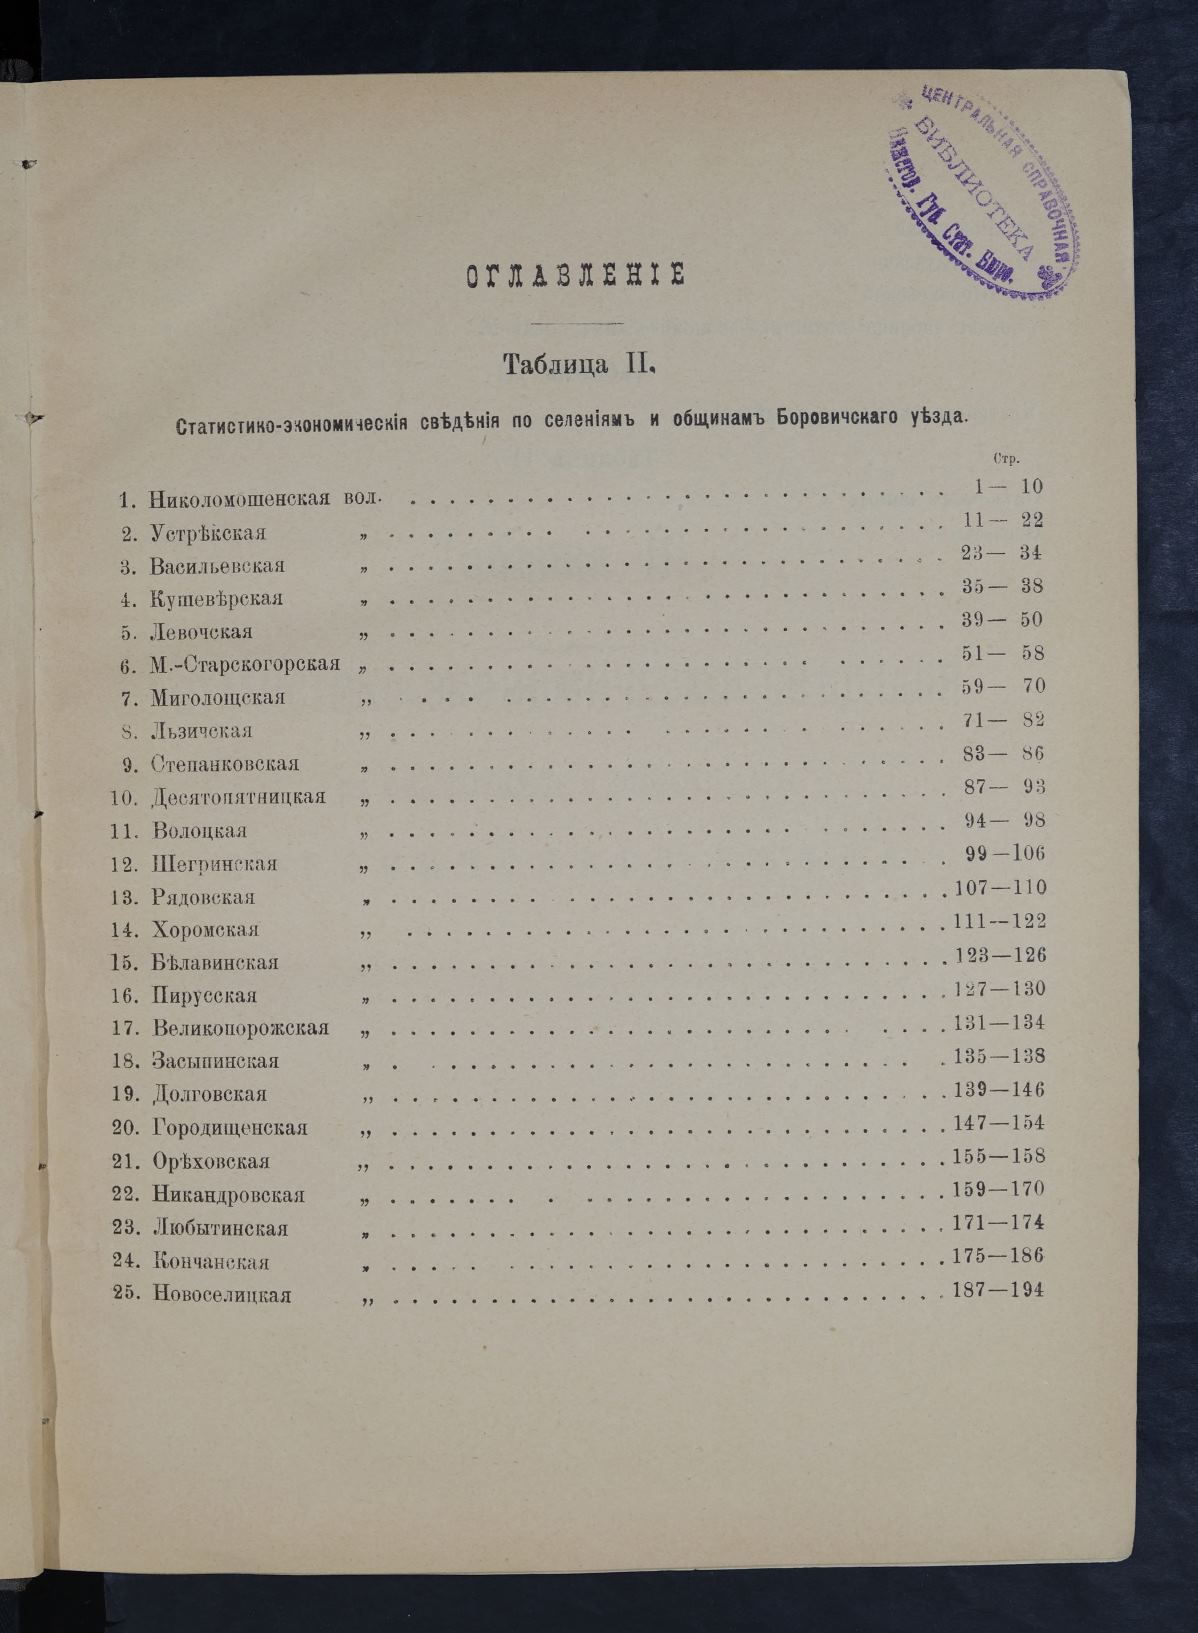 ЦЕНТРАЛЬНАЯ СПРАВОЧНАЯ
БИБЛИОТЕКА
Нижегор. Губ. Стат. Бюро.
ОГЛАВЛЕНІЕ
Таблица II.
Статистико-экономическія свѣдѣнія по селеніямъ и общинамъ Боровичскаго уѣзда.
Стр.
1. Николомошенская вол. . . . . . . . . . 1— 10
2. Устрѣкская „ . . . . . . . . . 11— 22
3. Васильевская „ . . . . . . . . . 23— 34
4. Кушевѣрская „ . . . . . . . . . 35— 38
5. Левочская „ . . . . . . . . . 39— 50
6. М.-Старскогорская „ . . . . . . . . . 51— 58
7. Миголощская „ . . . . . . . . . 59— 70
8. Льзичская „ . . . . . . . . . 71— 82
9. Степанковская „ . . . . . . . . . 83— 86
10. Десятопятницкая „ . . . . . . . . . 87— 93
11. Волоцкая „ . . . . . . . . . 94— 98
12. Шегринская „ . . . . . . . . . 99—106
13. Рядовская „ . . . . . . . . . 107—110
14. Хоромская „ . . . . . . . . . 111—122
15. Бѣлавинская „ . . . . . . . . . 123—126
16. Пирусская „ . . . . . . . . . 127—130
17. Великопорожская „ . . . . . . . . . 131—134
18. Засыпинская „ . . . . . . . . . 135—138
19. Долговская „ . . . . . . . . . 139—146
20. Городищенская „ . . . . . . . . . 147—154
21. Орѣховская „ . . . . . . . . . 155—158
22. Никандровская „ . . . . . . . . . 159—170
23. Любытинская „ . . . . . . . . . 171—174
24. Кончанская „ . . . . . . . . . 175—186
25. Новоселицкая „ . . . . . . . . . 187—194